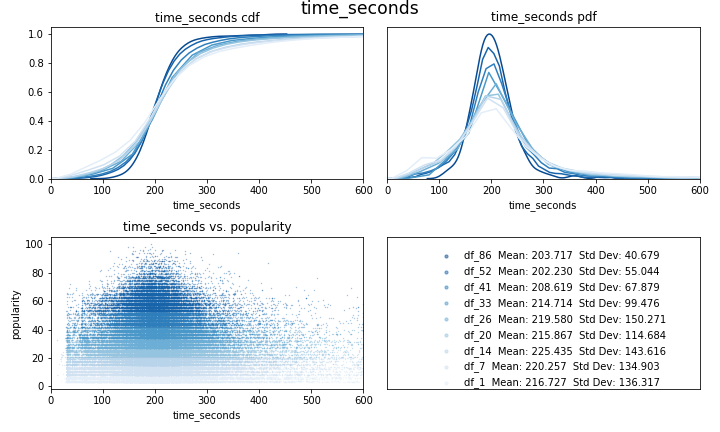 time_seconds
time_seconds cdf
1.0
0.8
0.6
0.4
0.2
0.0
0 100 200 300 400 500 600
time_seconds
time_seconds pdf
0 100 200 300 400 500 600
time_seconds
time_seconds vs. popularity
popularity
100
80
60
40
20
0
0 100 200 300 400 500 600
time_seconds
df_86 Mean: 203.717 Std Dev: 40.679
df_52 Mean: 202.230 Std Dev: 55.044
df_41 Mean: 208.619 Std Dev: 67.879
df_33 Mean: 214.714 Std Dev: 99.476
df_26 Mean: 219.580 Std Dev: 150.271
df_20 Mean: 215.867 Std Dev: 114.684
df_14 Mean: 225.435 Std Dev: 143.616
df_7 Mean: 220.257 Std Dev: 134.903
df_1 Mean: 216.727 Std Dev: 136.317